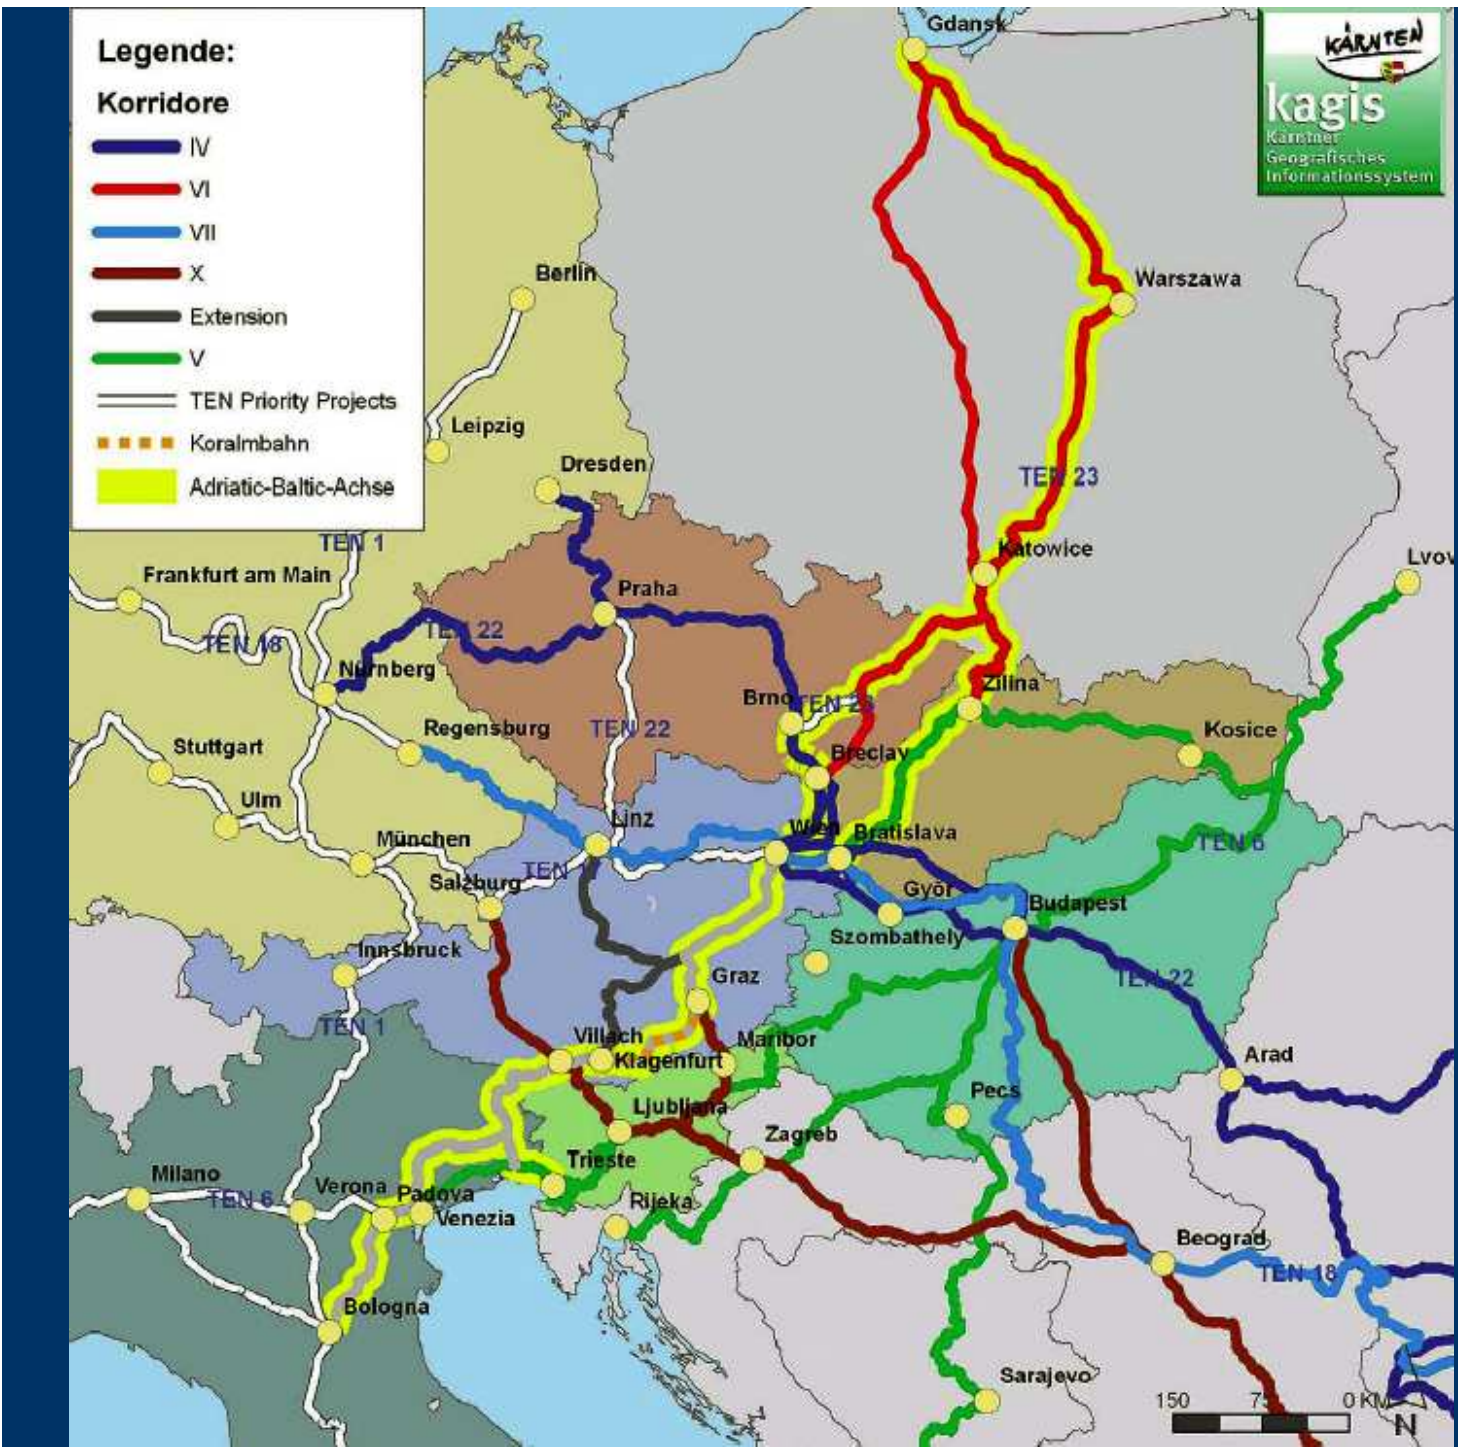 Legende:
Korridore
IV
VI
VII
X
Extension
V
TEN Priority Projects
Koralmbahn
Adriatic-Baltic-Achse
KÄRNTEN
kagis
Kärntner
Geografisches
Informationssystem
Gdansk
Berlin
Warszawa
Leipzig
Dresden
TEN 23
TEN 1
Katowice
Lvov
Frankfurt am Main
Praha
TEN 22
TEN 18
Nürnberg
Zilina
Brno
TEN 23
Regensburg
TEN 22
Kosice
Stuttgart
Breclav
Ulm
Linz
Wien
Bratislava
München
TEN 6
Salzburg
TEN 1
Györ
Budapest
Innsbruck
Szombathely
Graz
TEN 22
TEN 1
Villach
Maribor
Klagenfurt
Arad
Ljubljana
Pecs
Zagreb
Trieste
Milano
TEN 6
Verona
Padova
Rijeka
Venezia
Beograd
TEN 18
Bologna
Sarajevo
150 75 0 KM
N